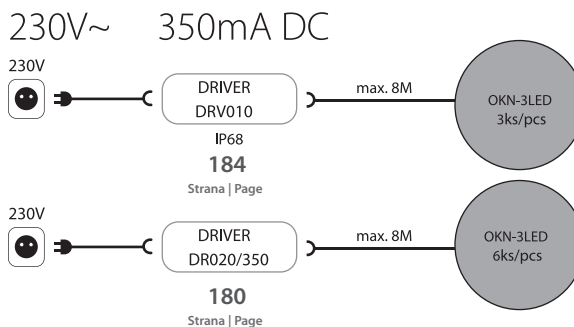 230V~ 350mA DC
230V
DRIVER
DRV010
max. 8M
OKN-3LED
3ks/pcs
IP68
184
Strana | Page
230V
DRIVER
DR020/350
max. 8M
OKN-3LED
6ks/pcs
180
Strana | Page